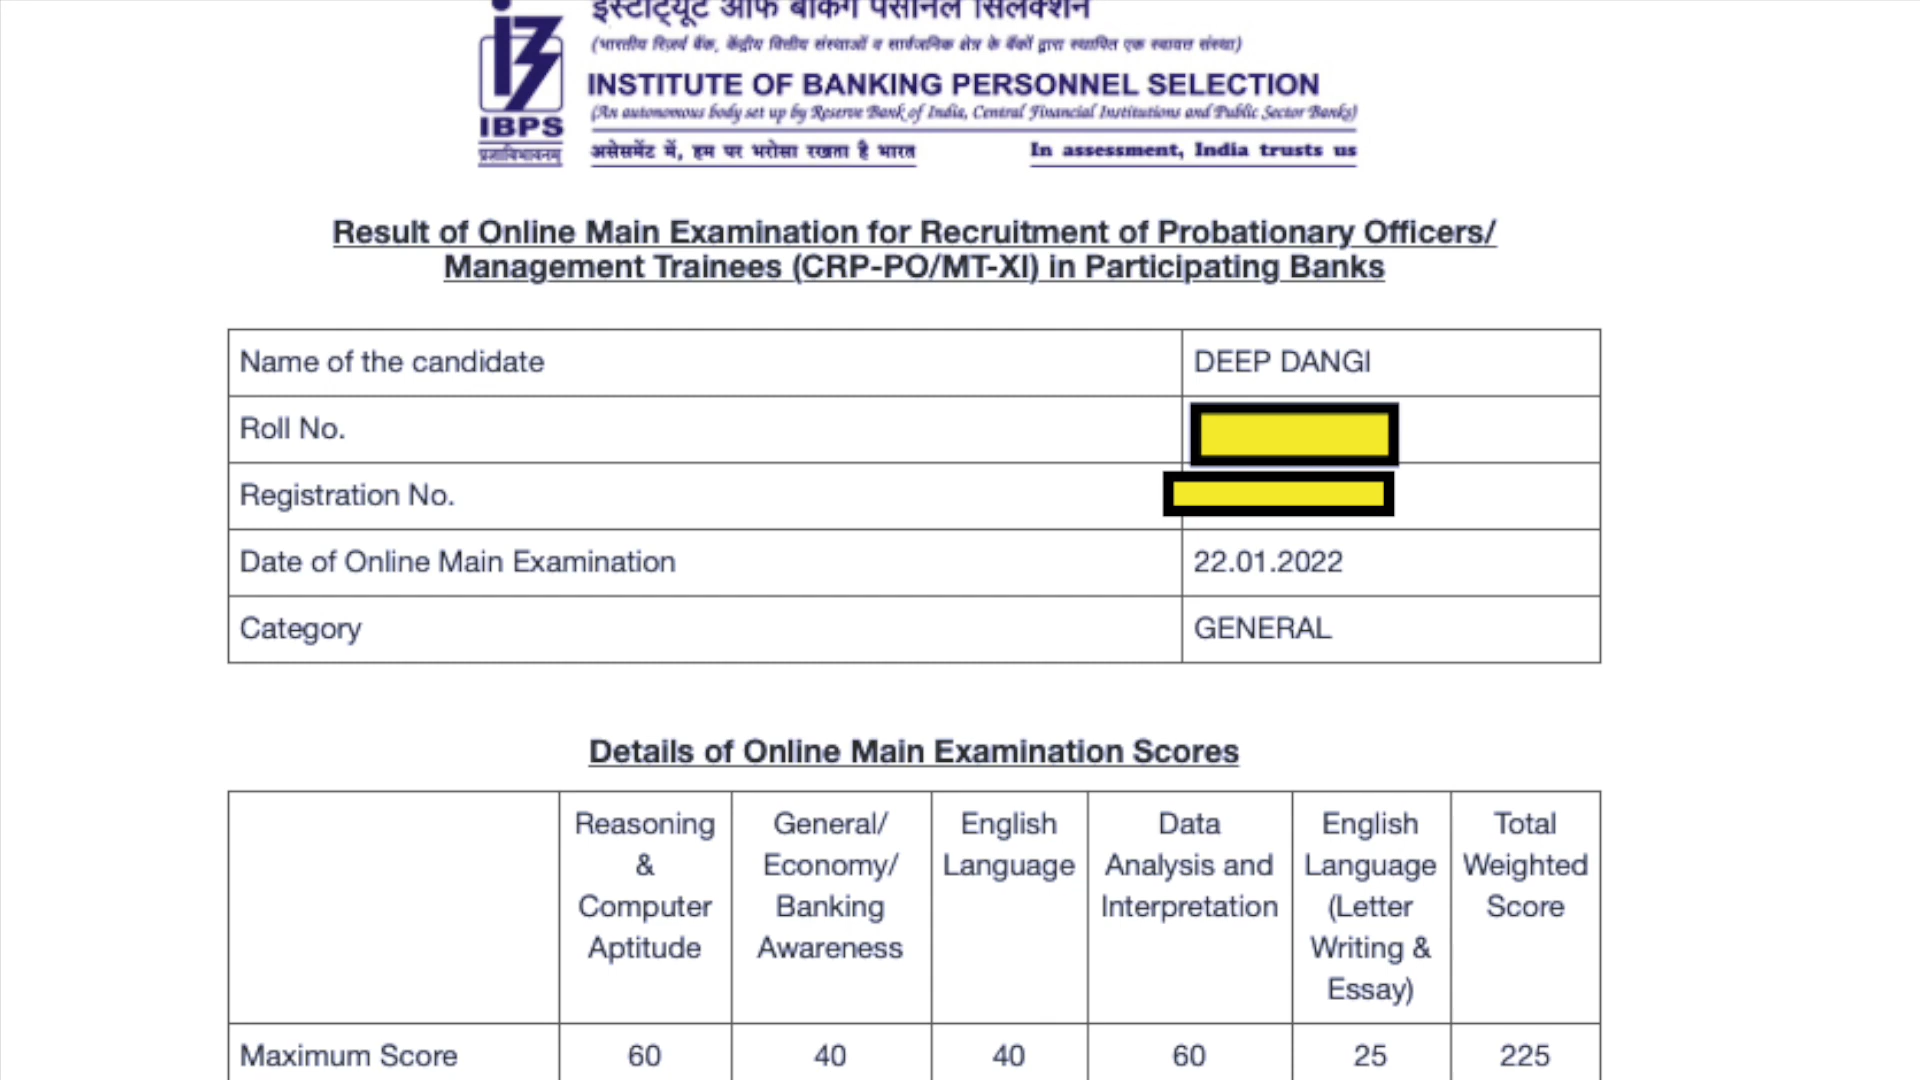 इंस्टीट्यूट ऑफ बैंकिंग पर्सोनेल सिलेक्शन
(भारतीय रिज़र्व बैंक, केंद्रीय वित्तीय संस्थाओं व सार्वजनिक क्षेत्र के बैंकों द्वारा स्थापित एक स्वायत्त संस्था)
INSTITUTE OF BANKING PERSONNEL SELECTION
(An autonomous body set up by Reserve Bank of India, Central Financial Institutions and Public Sector Banks)
IBPS
असेसमेंट में, हम पर भरोसा रखता है भारत In assessment, India trusts us
Result of Online Main Examination for Recruitment of Probationary Officers/
Management Trainees (CRP-PO/MT-XI) in Participating Banks
Name of the candidate DEEP DANGI
Roll No.
Registration No.
Date of Online Main Examination 22.01.2022
Category GENERAL
Details of Online Main Examination Scores
Reasoning General/ English Data English Total
& Economy/ Language Analysis and Language Weighted
Computer Banking Interpretation (Letter Score
Aptitude Awareness Writing &
Essay)
Maximum Score 60 40 40 60 25 225